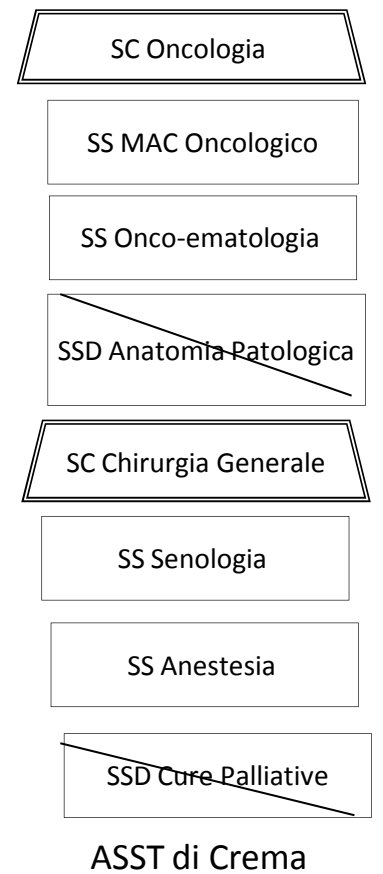 SC Oncologia
SS MAC Oncologico
SS Onco-ematologia
SSD Anatomia Patologica
SC Chirurgia Generale
SS Senologia
SS Anestesia
SSD Cure Palliative
ASST di Crema